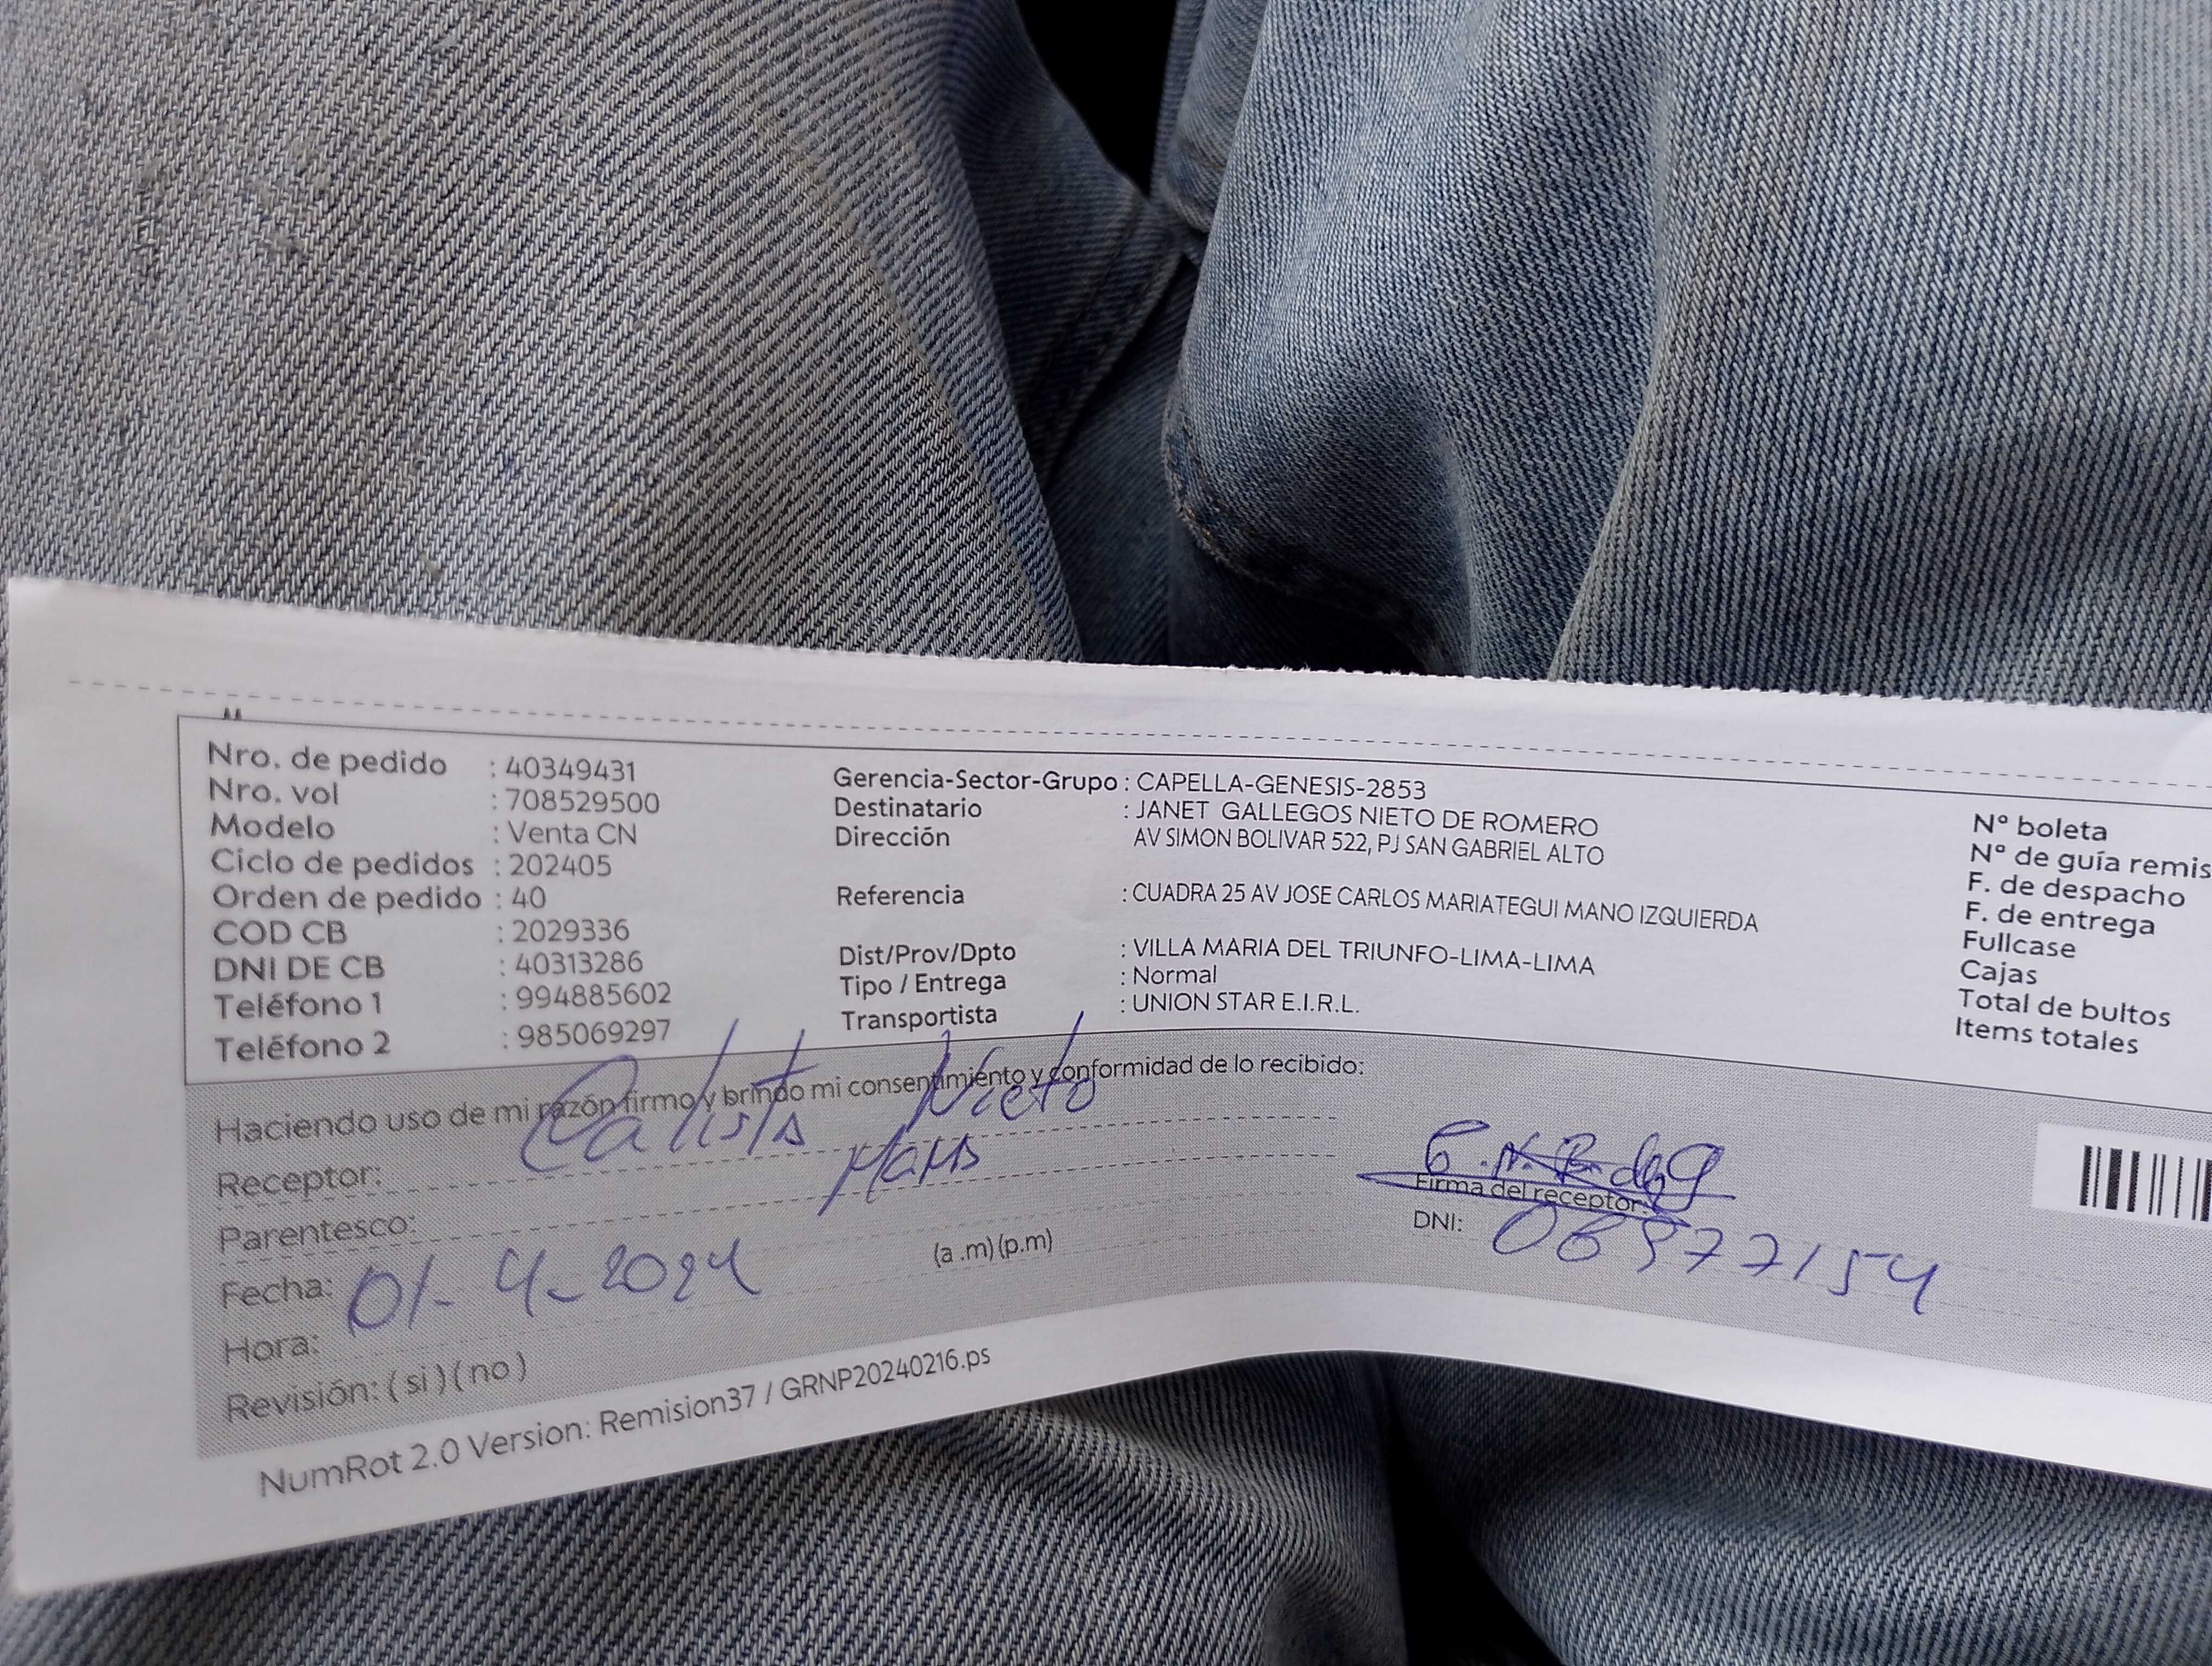 Nro. de pedido : 40349431
Nro. vol : 708529500
Modelo : Venta CN
Ciclo de pedidos : 202405
Orden de pedido : 40
COD CB : 2029336
DNI DE CB : 40313286
Teléfono 1 : 994885602
Teléfono 2 : 985069297
Gerencia-Sector-Grupo : CAPELLA-GENESIS-2853
Destinatario : JANET GALLEGOS NIETO DE ROMERO
Dirección AV SIMON BOLIVAR 522, PJ SAN GABRIEL ALTO
Referencia : CUADRA 25 AV JOSE CARLOS MARIATEGUI MANO IZQUIERDA
Dist/Prov/Dpto : VILLA MARIA DEL TRIUNFO-LIMA-LIMA
Tipo / Entrega : Normal
Transportista : UNION STAR E.I.R.L.
N° boleta
N° de guía remis
F. de despacho
F. de entrega
Fullcase
Cajas
Total de bultos
Items totales
Haciendo uso de mi razón firmo y brindo mi consentimiento y conformidad de lo recibido:
Receptor: Calista Nieto
Parentesco:
Fecha: 01-4-2024
Hora: (a .m) (p.m)
Revisión: ( si ) ( no )
Firma del receptor:
DNI: 06977154
NumRot 2.0 Version: Remision37 / GRNP20240216.ps